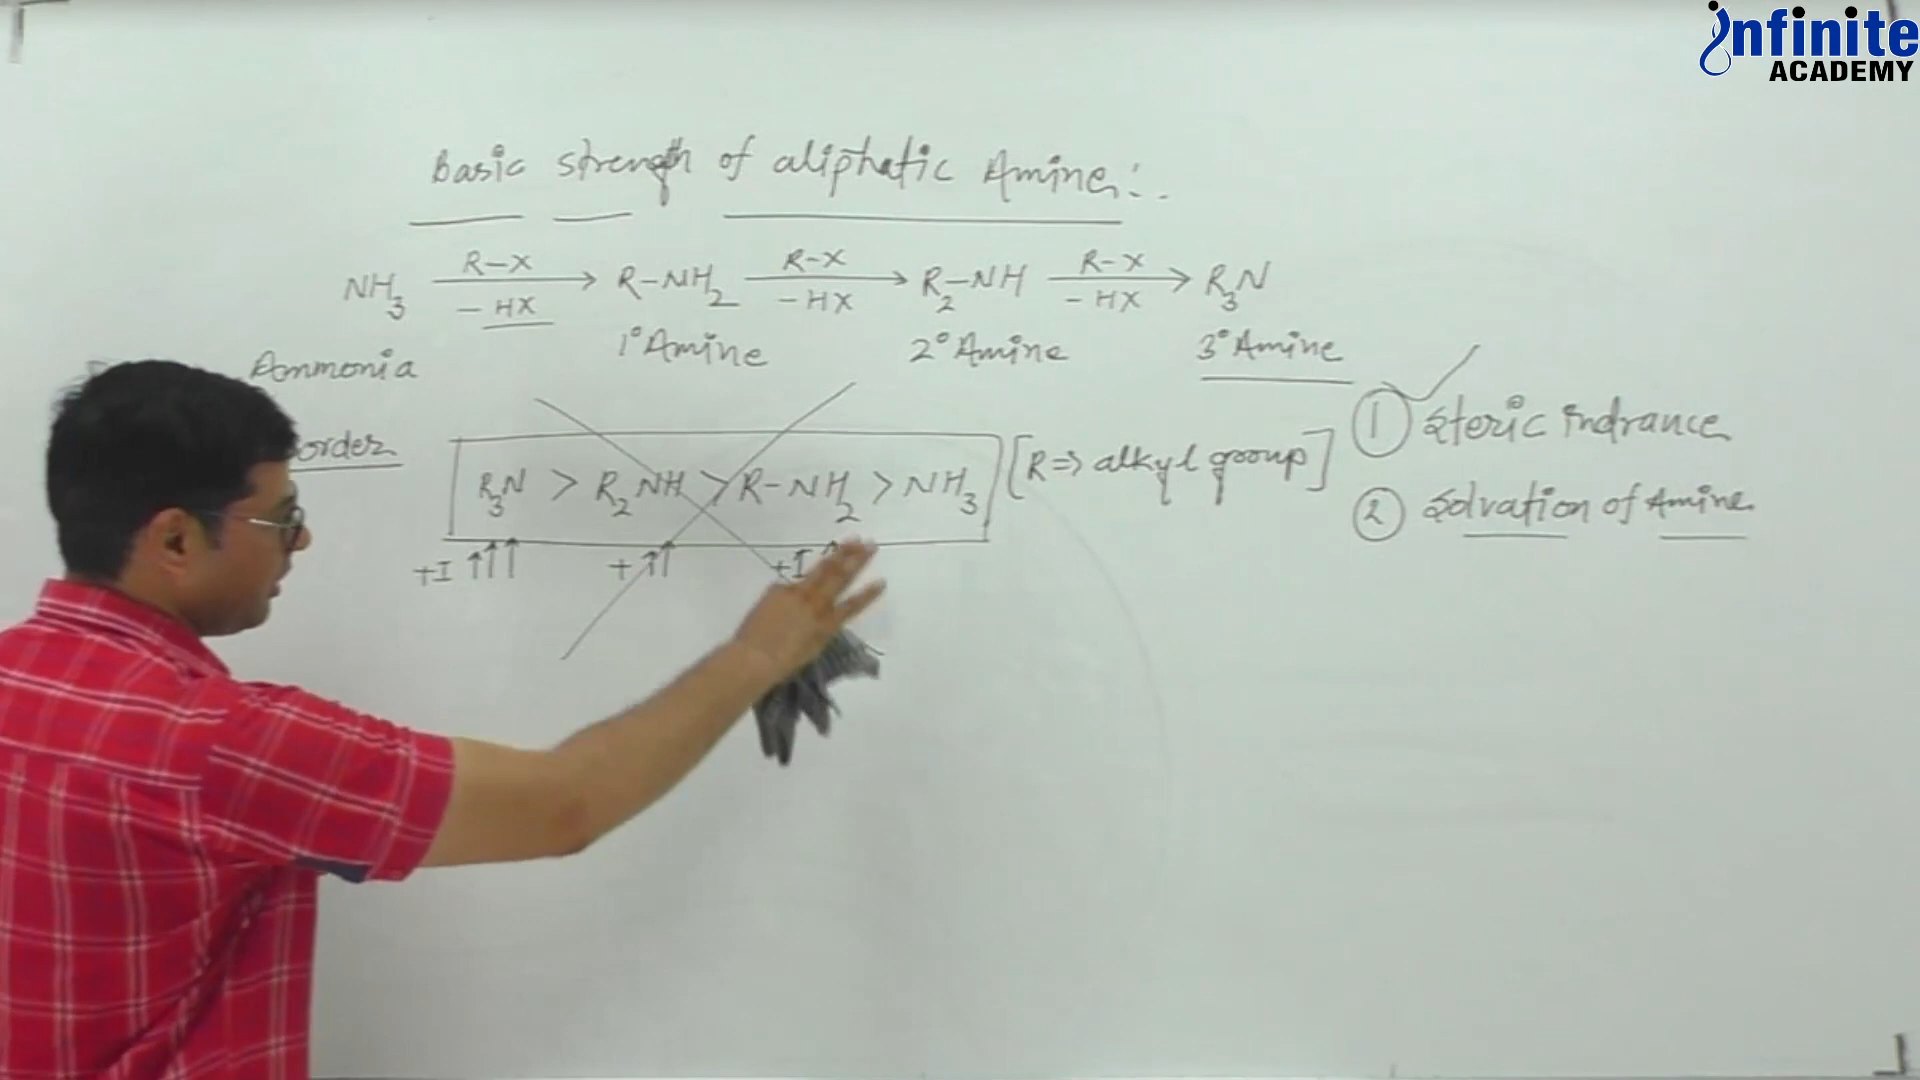 infinite
ACADEMY
Basic strength of aliphatic Amine:-
NH3 R-X - HX → R-NH2 R-X - HX → R2-NH R-X - HX → R3N
Ammonia 1° Amine 2° Amine 3° Amine
order
R3N > R2NH > R-NH2 > NH3 [R⇒ alkyl group]
+I ↑↑↑ + ↑↑ +I ↑
① Steric indrance
② Solvation of Amine